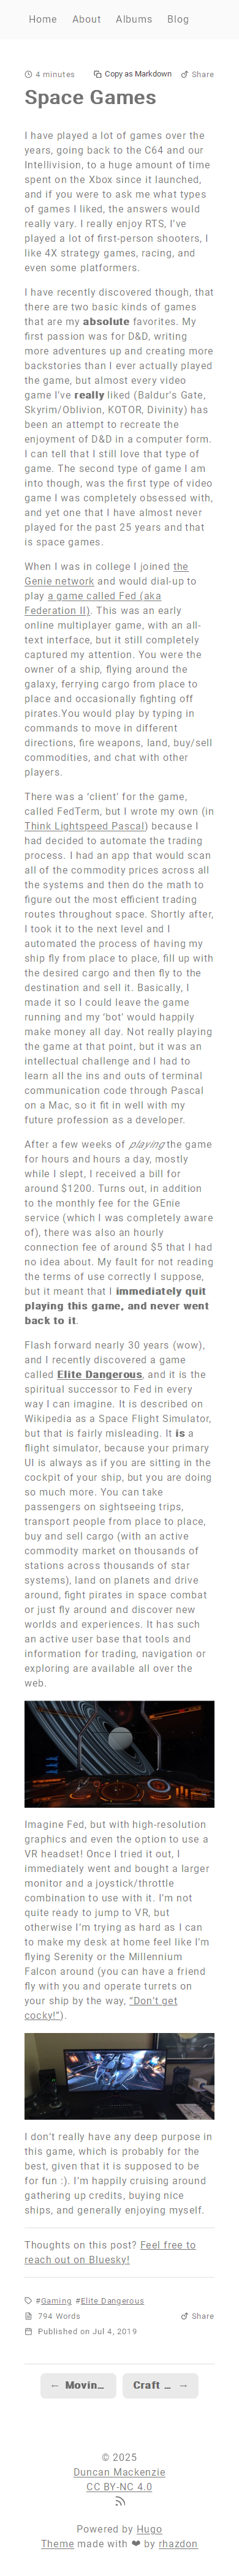 Home About Albums Blog
4 minutes Copy as Markdown Share
Space Games
I have played a lot of games over the
years, going back to the C64 and our
Intellivision, to a huge amount of time
spent on the Xbox since it launched,
and if you were to ask me what types
of games I liked, the answers would
really vary. I really enjoy RTS, I’ve
played a lot of first-person shooters, I
like 4X strategy games, racing, and
even some platformers.
I have recently discovered though, that
there are two basic kinds of games
that are my absolute favorites. My
first passion was for D&D, writing
more adventures up and creating more
backstories than I ever actually played
the game, but almost every video
game I’ve really liked (Baldur’s Gate,
Skyrim/Oblivion, KOTOR, Divinity) has
been an attempt to recreate the
enjoyment of D&D in a computer form.
I can tell that I still love that type of
game. The second type of game I am
into though, was the first type of video
game I was completely obsessed with,
and yet one that I have almost never
played for the past 25 years and that
is space games.
When I was in college I joined the
Genie network and would dial-up to
play a game called Fed (aka
Federation II). This was an early
online multiplayer game, with an all-
text interface, but it still completely
captured my attention. You were the
owner of a ship, flying around the
galaxy, ferrying cargo from place to
place and occasionally fighting off
pirates.You would play by typing in
commands to move in different
directions, fire weapons, land, buy/sell
commodities, and chat with other
players.
There was a ‘client’ for the game,
called FedTerm, but I wrote my own (in
Think Lightspeed Pascal) because I
had decided to automate the trading
process. I had an app that would scan
all of the commodity prices across all
the systems and then do the math to
figure out the most efficient trading
routes throughout space. Shortly after,
I took it to the next level and I
automated the process of having my
ship fly from place to place, fill up with
the desired cargo and then fly to the
destination and sell it. Basically, I
made it so I could leave the game
running and my ‘bot’ would happily
make money all day. Not really playing
the game at that point, but it was an
intellectual challenge and I had to
learn all the ins and outs of terminal
communication code through Pascal
on a Mac, so it fit in well with my
future profession as a developer.
After a few weeks of playing the game
for hours and hours a day, mostly
while I slept, I received a bill for
around $1200. Turns out, in addition
to the monthly fee for the GEnie
service (which I was completely aware
of), there was also an hourly
connection fee of around $5 that I had
no idea about. My fault for not reading
the terms of use correctly I suppose,
but it meant that I immediately quit
playing this game, and never went
back to it.
Flash forward nearly 30 years (wow),
and I recently discovered a game
called Elite Dangerous, and it is the
spiritual successor to Fed in every
way I can imagine. It is described on
Wikipedia as a Space Flight Simulator,
but that is fairly misleading. It is a
flight simulator, because your primary
UI is always as if you are sitting in the
cockpit of your ship, but you are doing
so much more. You can take
passengers on sightseeing trips,
transport people from place to place,
buy and sell cargo (with an active
commodity market on thousands of
stations across thousands of star
systems), land on planets and drive
around, fight pirates in space combat
or just fly around and discover new
worlds and experiences. It has such
an active user base that tools and
information for trading, navigation or
exploring are available all over the
web.
Imagine Fed, but with high-resolution
graphics and even the option to use a
VR headset! Once I tried it out, I
immediately went and bought a larger
monitor and a joystick/throttle
combination to use with it. I’m not
quite ready to jump to VR, but
otherwise I’m trying as hard as I can
to make my desk at home feel like I’m
flying Serenity or the Millennium
Falcon around (you can have a friend
fly with you and operate turrets on
your ship by the way, “Don’t get
cocky!”).
I don’t really have any deep purpose in
this game, which is probably for the
best, given that it is supposed to be
for fun :). I’m happily cruising around
gathering up credits, buying nice
ships, and generally enjoying myself.
Thoughts on this post? Feel free to
reach out on Bluesky!
#Gaming #Elite Dangerous
794 Words Share
Published on Jul 4, 2019
← Movin… Craft … →
© 2025
Duncan Mackenzie
CC BY-NC 4.0
Powered by Hugo
Theme made with ❤ by rhazdon